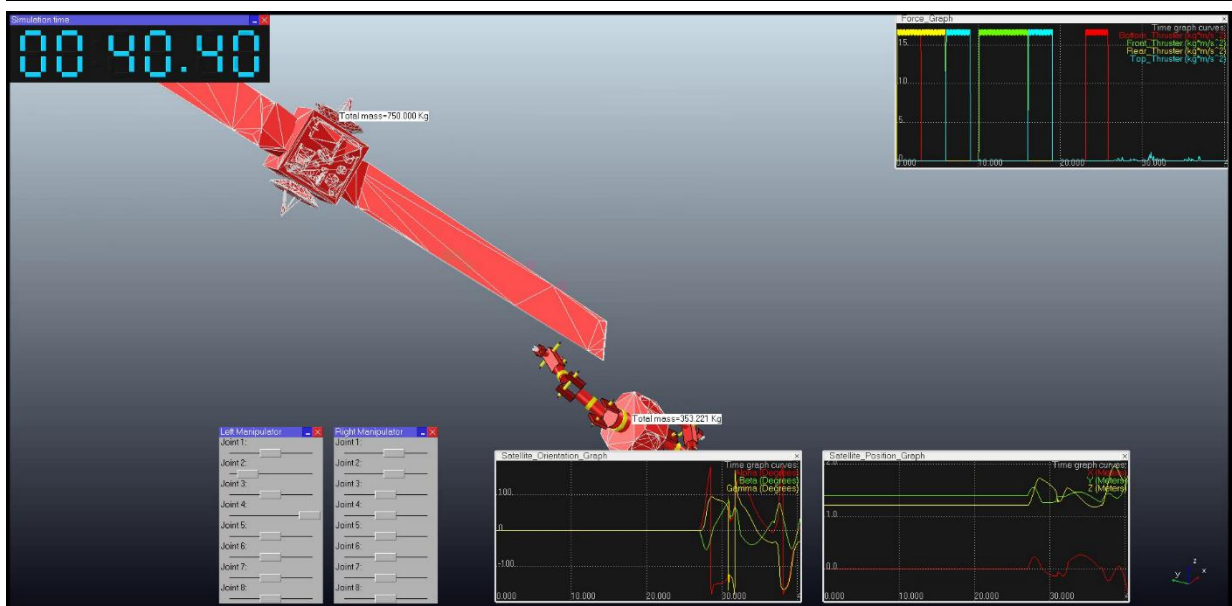 Simulation time
00 40.40
Total mass=750.000 Kg
Force_Graph
Time graph curves:
Bottom_Thruster (kg*m/s^2)
Front_Thruster (kg*m/s^2)
Rear_Thruster (kg*m/s^2)
Top_Thruster (kg*m/s^2)
15.
10.
5.
0.
0.000 10.000 20.000 30.000 4
Total mass=353.221 Kg
Left Manipulator
Joint 1:
Joint 2:
Joint 3:
Joint 4:
Joint 5:
Joint 6:
Joint 7:
Joint 8:
Right Manipulator
Joint 1:
Joint 2:
Joint 3:
Joint 4:
Joint 5:
Joint 6:
Joint 7:
Joint 8:
Satellite_Orientation_Graph
Time graph curves:
Alpha (Degrees)
Beta (Degrees)
Gamma (Degrees)
100.
0
-100.
0.000 10.000 20.000 30.000 4
Satellite_Position_Graph
Time graph curves:
X (Meters)
Y (Meters)
Z (Meters)
2.0
1.0
0.0
0.000 10.000 20.000 30.000 4
z
y x